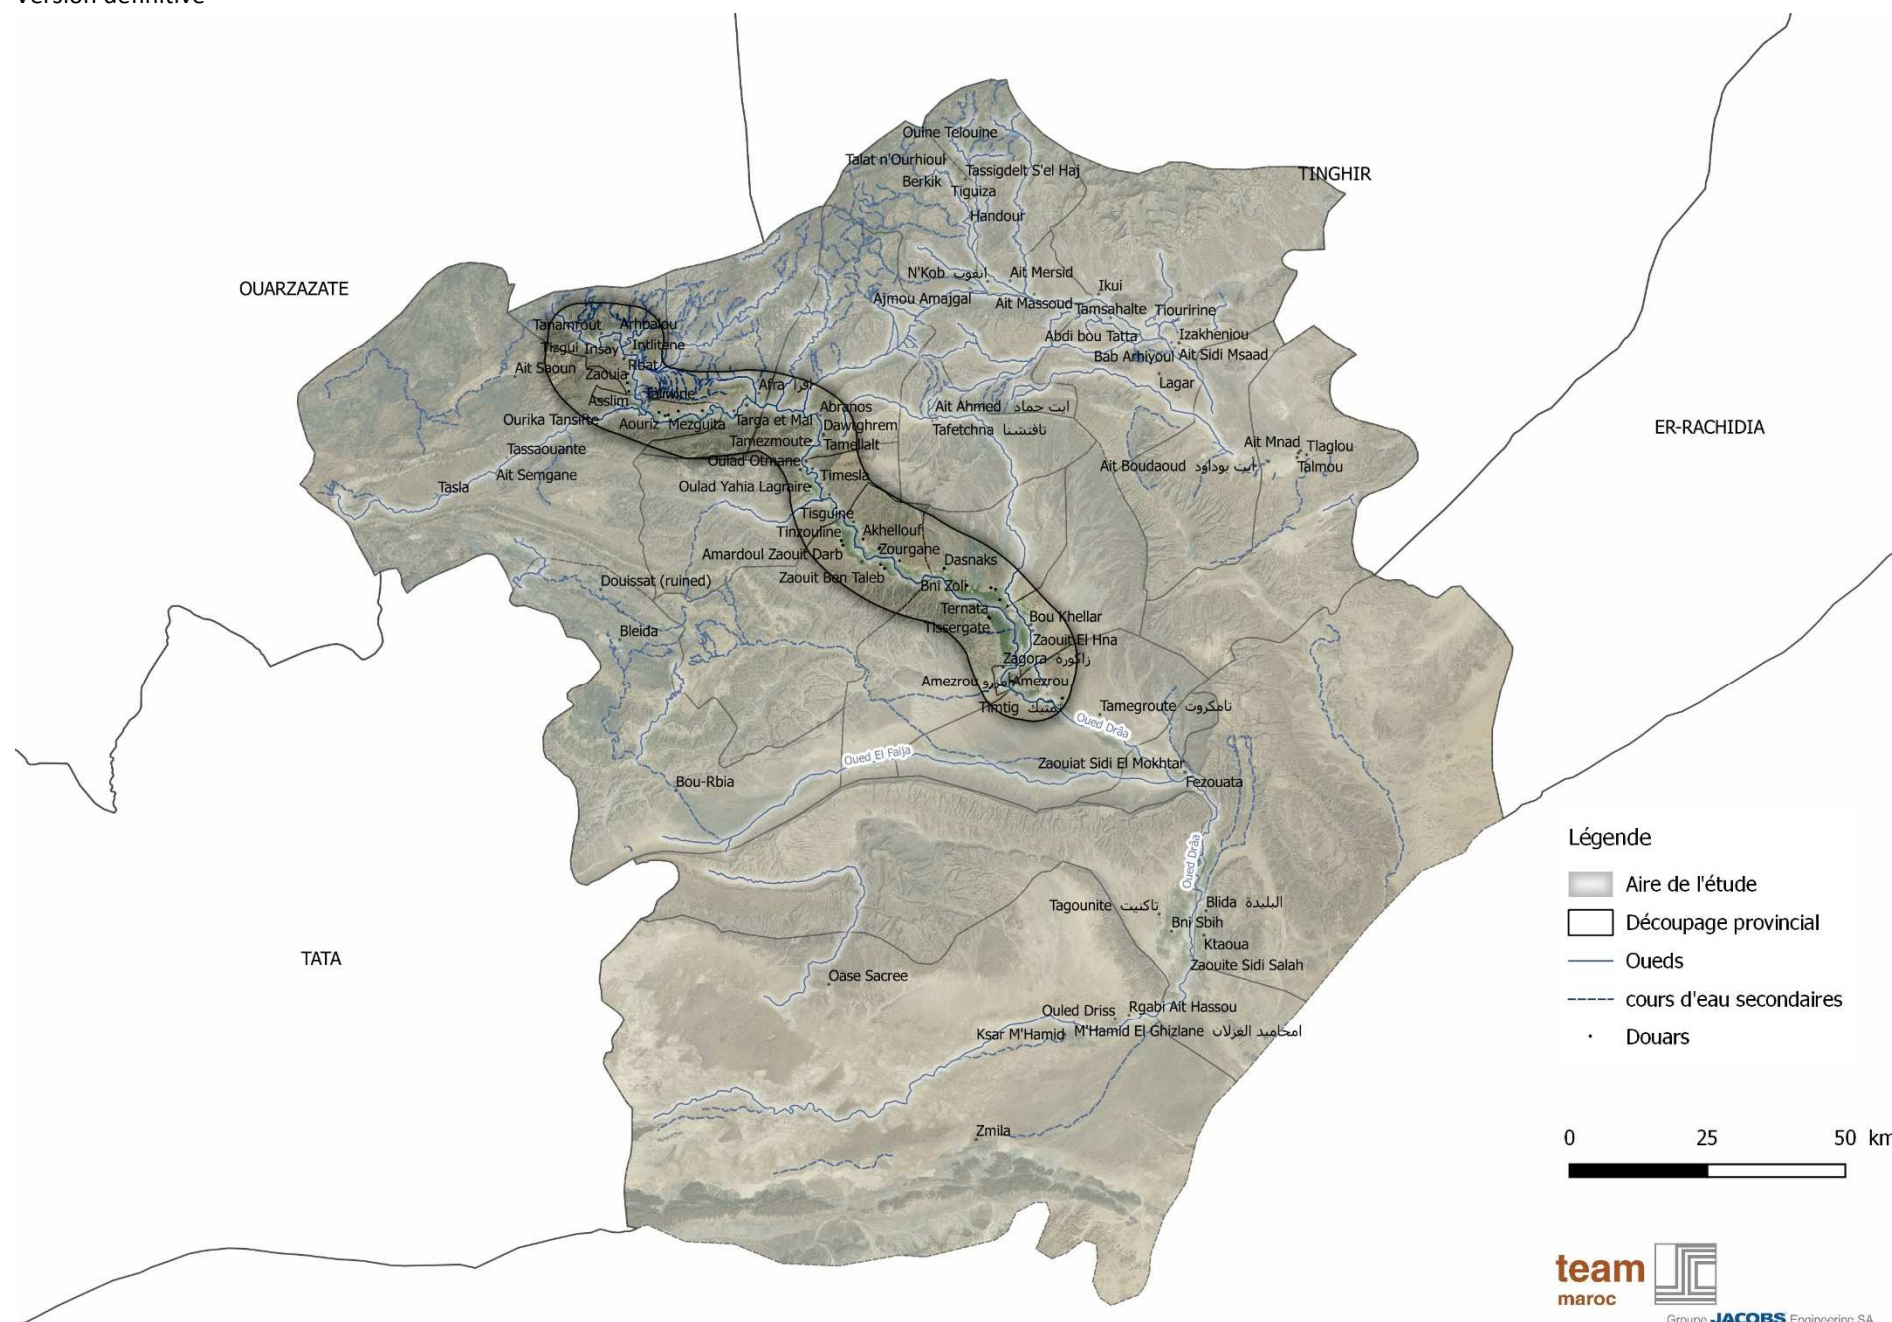 Version définitive
Ouine Telouine
Talat n'Ourhioul
Tassigdelt S'el Haj
TINGHIR
Berkik
Tiguiza
Handour
N'Kob انقوب
Ait Mersid
OUARZAZATE
Ikui
Ajmou Amajgal
Ait Massoud
Tamsahalte
Tiouririne
Tanamrout
Arhbalou
Abdi bou Tatta
Izakheniou
Tizgui
Insay
Intlitene
Bab Arhiyoul
Ait Sidi Msaad
Ait Saoun
Rbat
Zaouia
Lagar
Afra افرا
Taliwine
Asslim
Abranos
Ait Ahmed ايت حماد
Ourika Tansifte
Aouriz
Mezguita
Targa et Mal
Dawtghrem
Tafetchna تافتشنا
ER-RACHIDIA
Tamezmoute
Tamellalt
Ait Mnad
Tlaglou
Tassaouante
Oulad Otmane
Ait Boudaoud أيت بوداود
Talmou
Ait Semgane
Timesla
Tasla
Oulad Yahia Lagraire
Tisguine
Tinzouline
Akhellouf
Amardoul Zaouit Darb
Zourgane
Dasnaks
Douissat (ruined)
Zaouit Ben Taleb
Bni Zoli
Ternata
Bou Khellar
Bleida
Tissergate
Zaouit El Hna
Zagora زاكورة
Amezrou أمزرو
Amezrou
Timtig تمتيك
Tamegroute تامكروت
Oued Drâa
Oued El Faija
Zaouiat Sidi El Mokhtar
Bou-Rbia
Fezouata
Légende
Oued Drâa
Aire de l'étude
Tagounite تاكنيت
Blida البليدة
Bni Sbih
Découpage provincial
Ktaoua
TATA
Zaouite Sidi Salah
Oueds
Oase Sacree
cours d'eau secondaires
Ouled Driss
Rgabi Ait Hassou
Ksar M'Hamid
M'Hamid El Ghizlane امحاميد الغزلان
Douars
Zmila
0 25 50 km
team
maroc
Groupe JACOBS Engineering SA